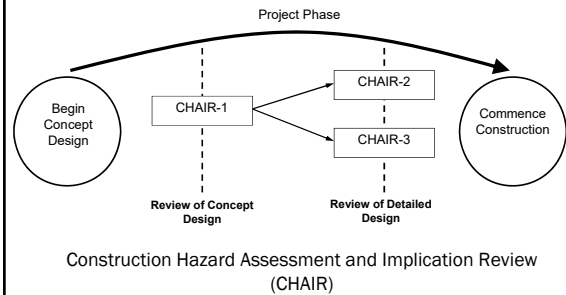 Project Phase
Begin
Concept
Design
CHAIR-1
CHAIR-2
CHAIR-3
Commence
Construction
Review of Concept
Design
Review of Detailed
Design
Construction Hazard Assessment and Implication Review
(CHAIR)